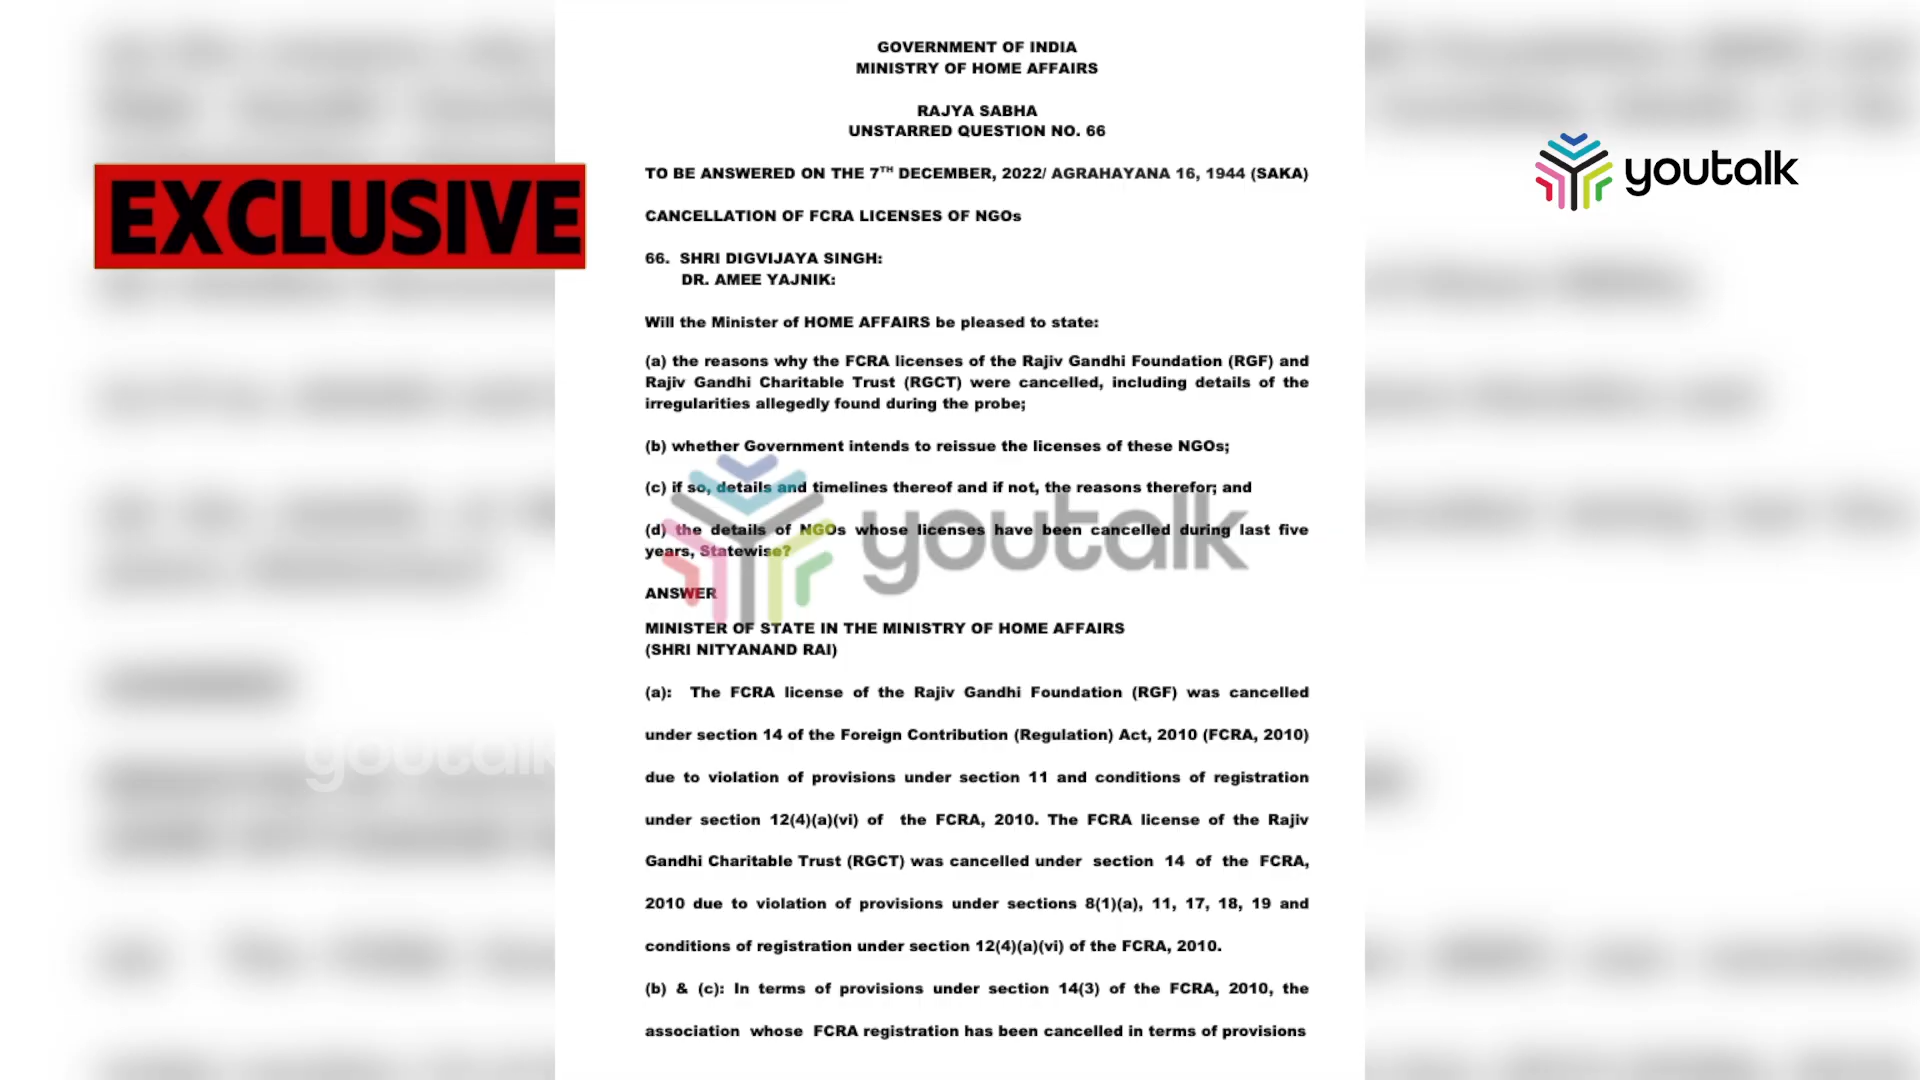 GOVERNMENT OF INDIA
MINISTRY OF HOME AFFAIRS
RAJYA SABHA
UNSTARRED QUESTION NO. 66
TO BE ANSWERED ON THE 7TH DECEMBER, 2022/ AGRAHAYANA 16, 1944 (SAKA)
EXCLUSIVE
youtalk
CANCELLATION OF FCRA LICENSES OF NGOs
66. SHRI DIGVIJAYA SINGH:
DR. AMEE YAJNIK:
Will the Minister of HOME AFFAIRS be pleased to state:
(a) the reasons why the FCRA licenses of the Rajiv Gandhi Foundation (RGF) and
Rajiv Gandhi Charitable Trust (RGCT) were cancelled, including details of the
irregularities allegedly found during the probe;
(b) whether Government intends to reissue the licenses of these NGOs;
(c) if so, details and timelines thereof and if not, the reasons therefor; and
(d) the details of NGOs whose licenses have been cancelled during last five
years, Statewise?
youtalk
ANSWER
MINISTER OF STATE IN THE MINISTRY OF HOME AFFAIRS
(SHRI NITYANAND RAI)
(a): The FCRA license of the Rajiv Gandhi Foundation (RGF) was cancelled
under section 14 of the Foreign Contribution (Regulation) Act, 2010 (FCRA, 2010)
youtalk
due to violation of provisions under section 11 and conditions of registration
under section 12(4)(a)(vi) of the FCRA, 2010. The FCRA license of the Rajiv
Gandhi Charitable Trust (RGCT) was cancelled under section 14 of the FCRA,
2010 due to violation of provisions under sections 8(1)(a), 11, 17, 18, 19 and
conditions of registration under section 12(4)(a)(vi) of the FCRA, 2010.
(b) & (c): In terms of provisions under section 14(3) of the FCRA, 2010, the
association whose FCRA registration has been cancelled in terms of provisions